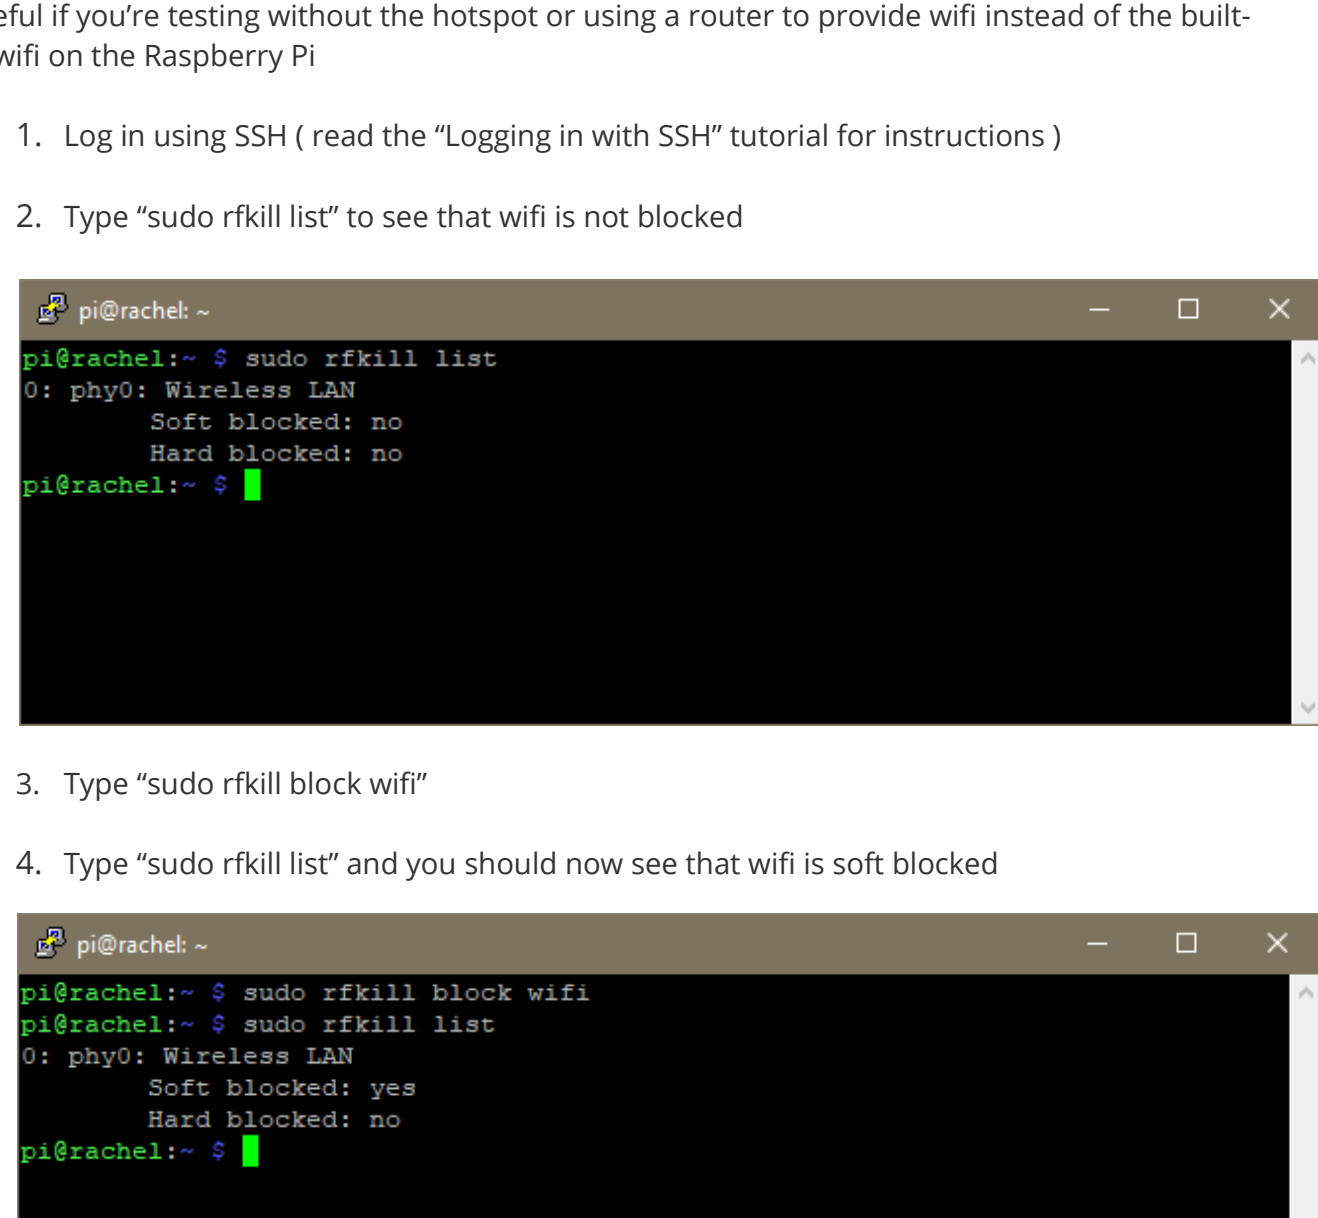 eful if you’re testing without the hotspot or using a router to provide wifi instead of the built-
wifi on the Raspberry Pi
1. Log in using SSH ( read the “Logging in with SSH” tutorial for instructions )
2. Type “sudo rfkill list” to see that wifi is not blocked
pi@rachel: ~
pi@rachel:~ $ sudo rfkill list
0: phy0: Wireless LAN
Soft blocked: no
Hard blocked: no
pi@rachel:~ $
3. Type “sudo rfkill block wifi”
4. Type “sudo rfkill list” and you should now see that wifi is soft blocked
pi@rachel: ~
pi@rachel:~ $ sudo rfkill block wifi
pi@rachel:~ $ sudo rfkill list
0: phy0: Wireless LAN
Soft blocked: yes
Hard blocked: no
pi@rachel:~ $